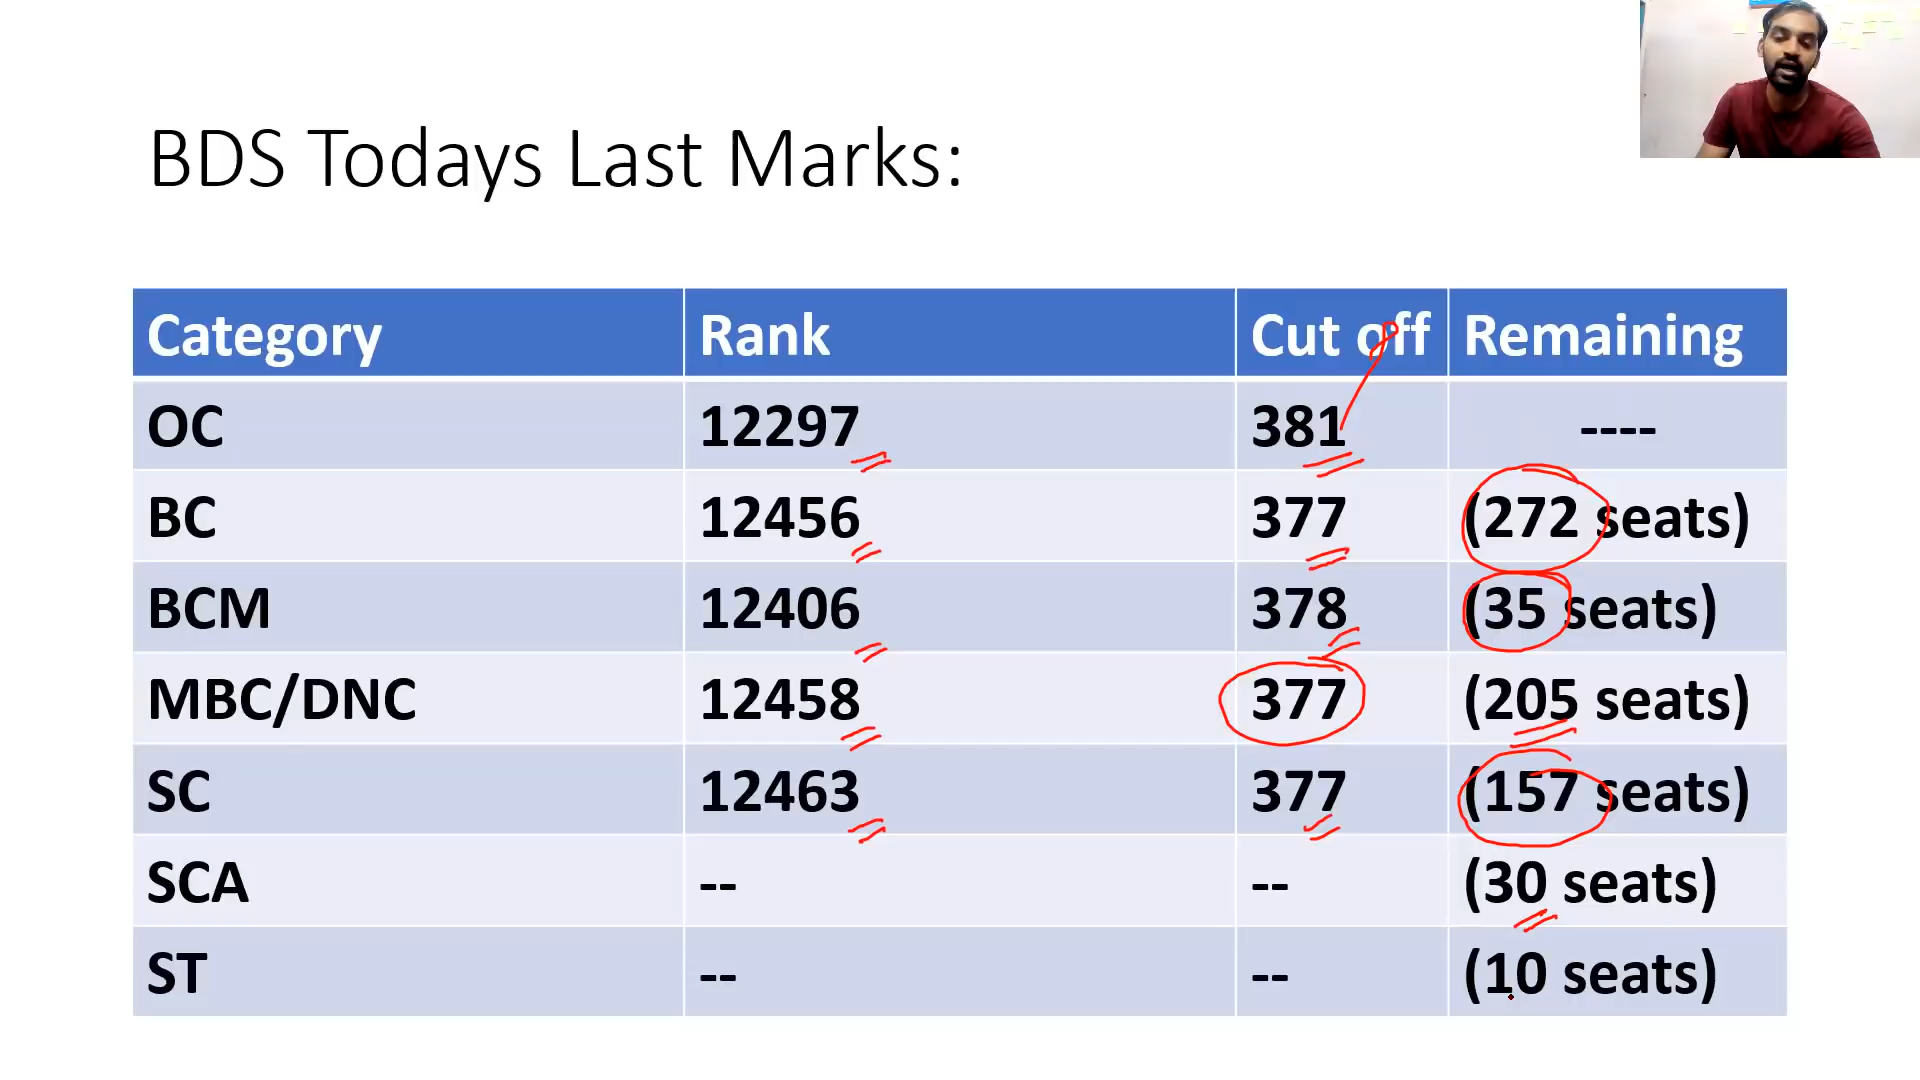 BDS Todays Last Marks:
Category Rank Cut off Remaining
OC 12297 381 ----
BC 12456 377 (272 seats)
BCM 12406 378 (35 seats)
MBC/DNC 12458 377 (205 seats)
SC 12463 377 (157 seats)
SCA -- -- (30 seats)
ST -- -- (10 seats)